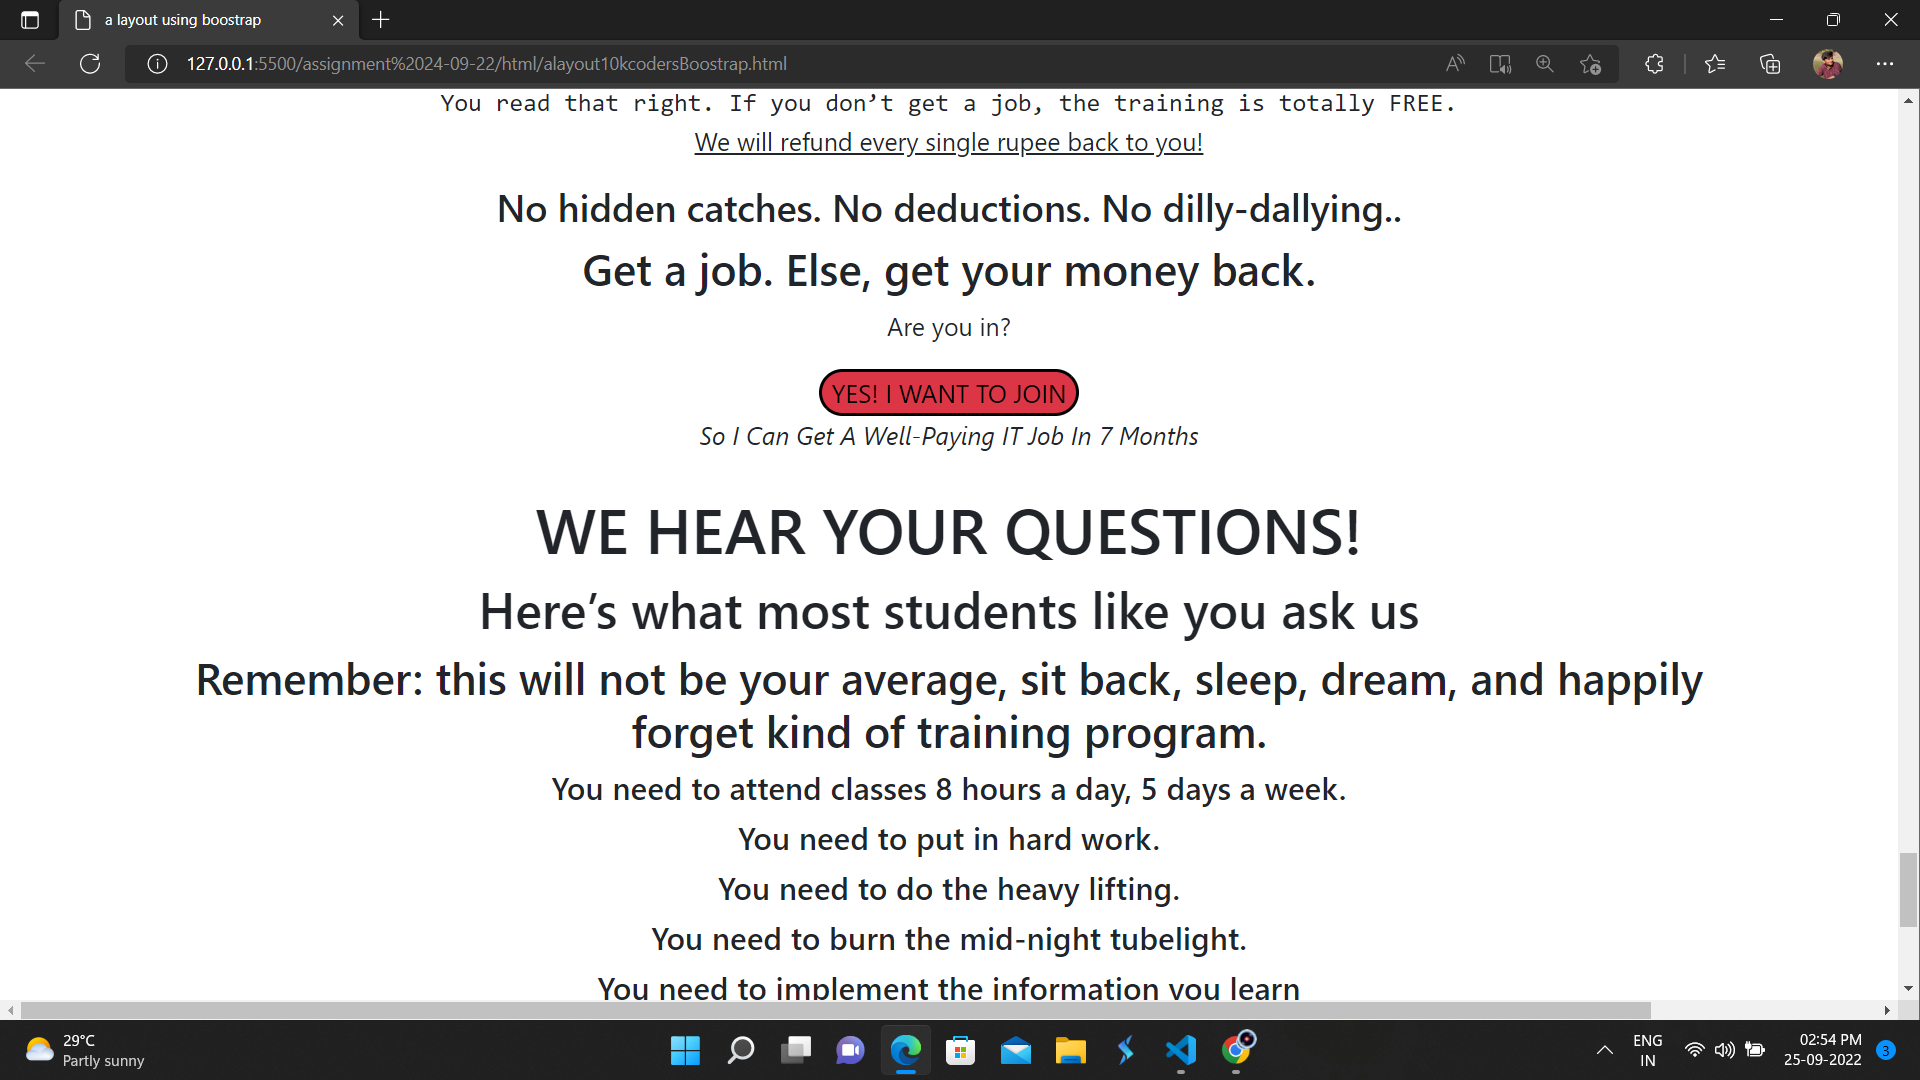 a layout using boostrap
127.0.0.1:5500/assignment%2024-09-22/html/alayout10kcodersBoostrap.html
You read that right. If you don’t get a job, the training is totally FREE.
We will refund every single rupee back to you!
No hidden catches. No deductions. No dilly-dallying..
Get a job. Else, get your money back.
Are you in?
YES! I WANT TO JOIN
So I Can Get A Well-Paying IT Job In 7 Months
WE HEAR YOUR QUESTIONS!
Here’s what most students like you ask us
Remember: this will not be your average, sit back, sleep, dream, and happily
forget kind of training program.
You need to attend classes 8 hours a day, 5 days a week.
You need to put in hard work.
You need to do the heavy lifting.
You need to burn the mid-night tubelight.
You need to implement the information you learn
29°C
Partly sunny
ENG
IN
02:54 PM
25-09-2022
3